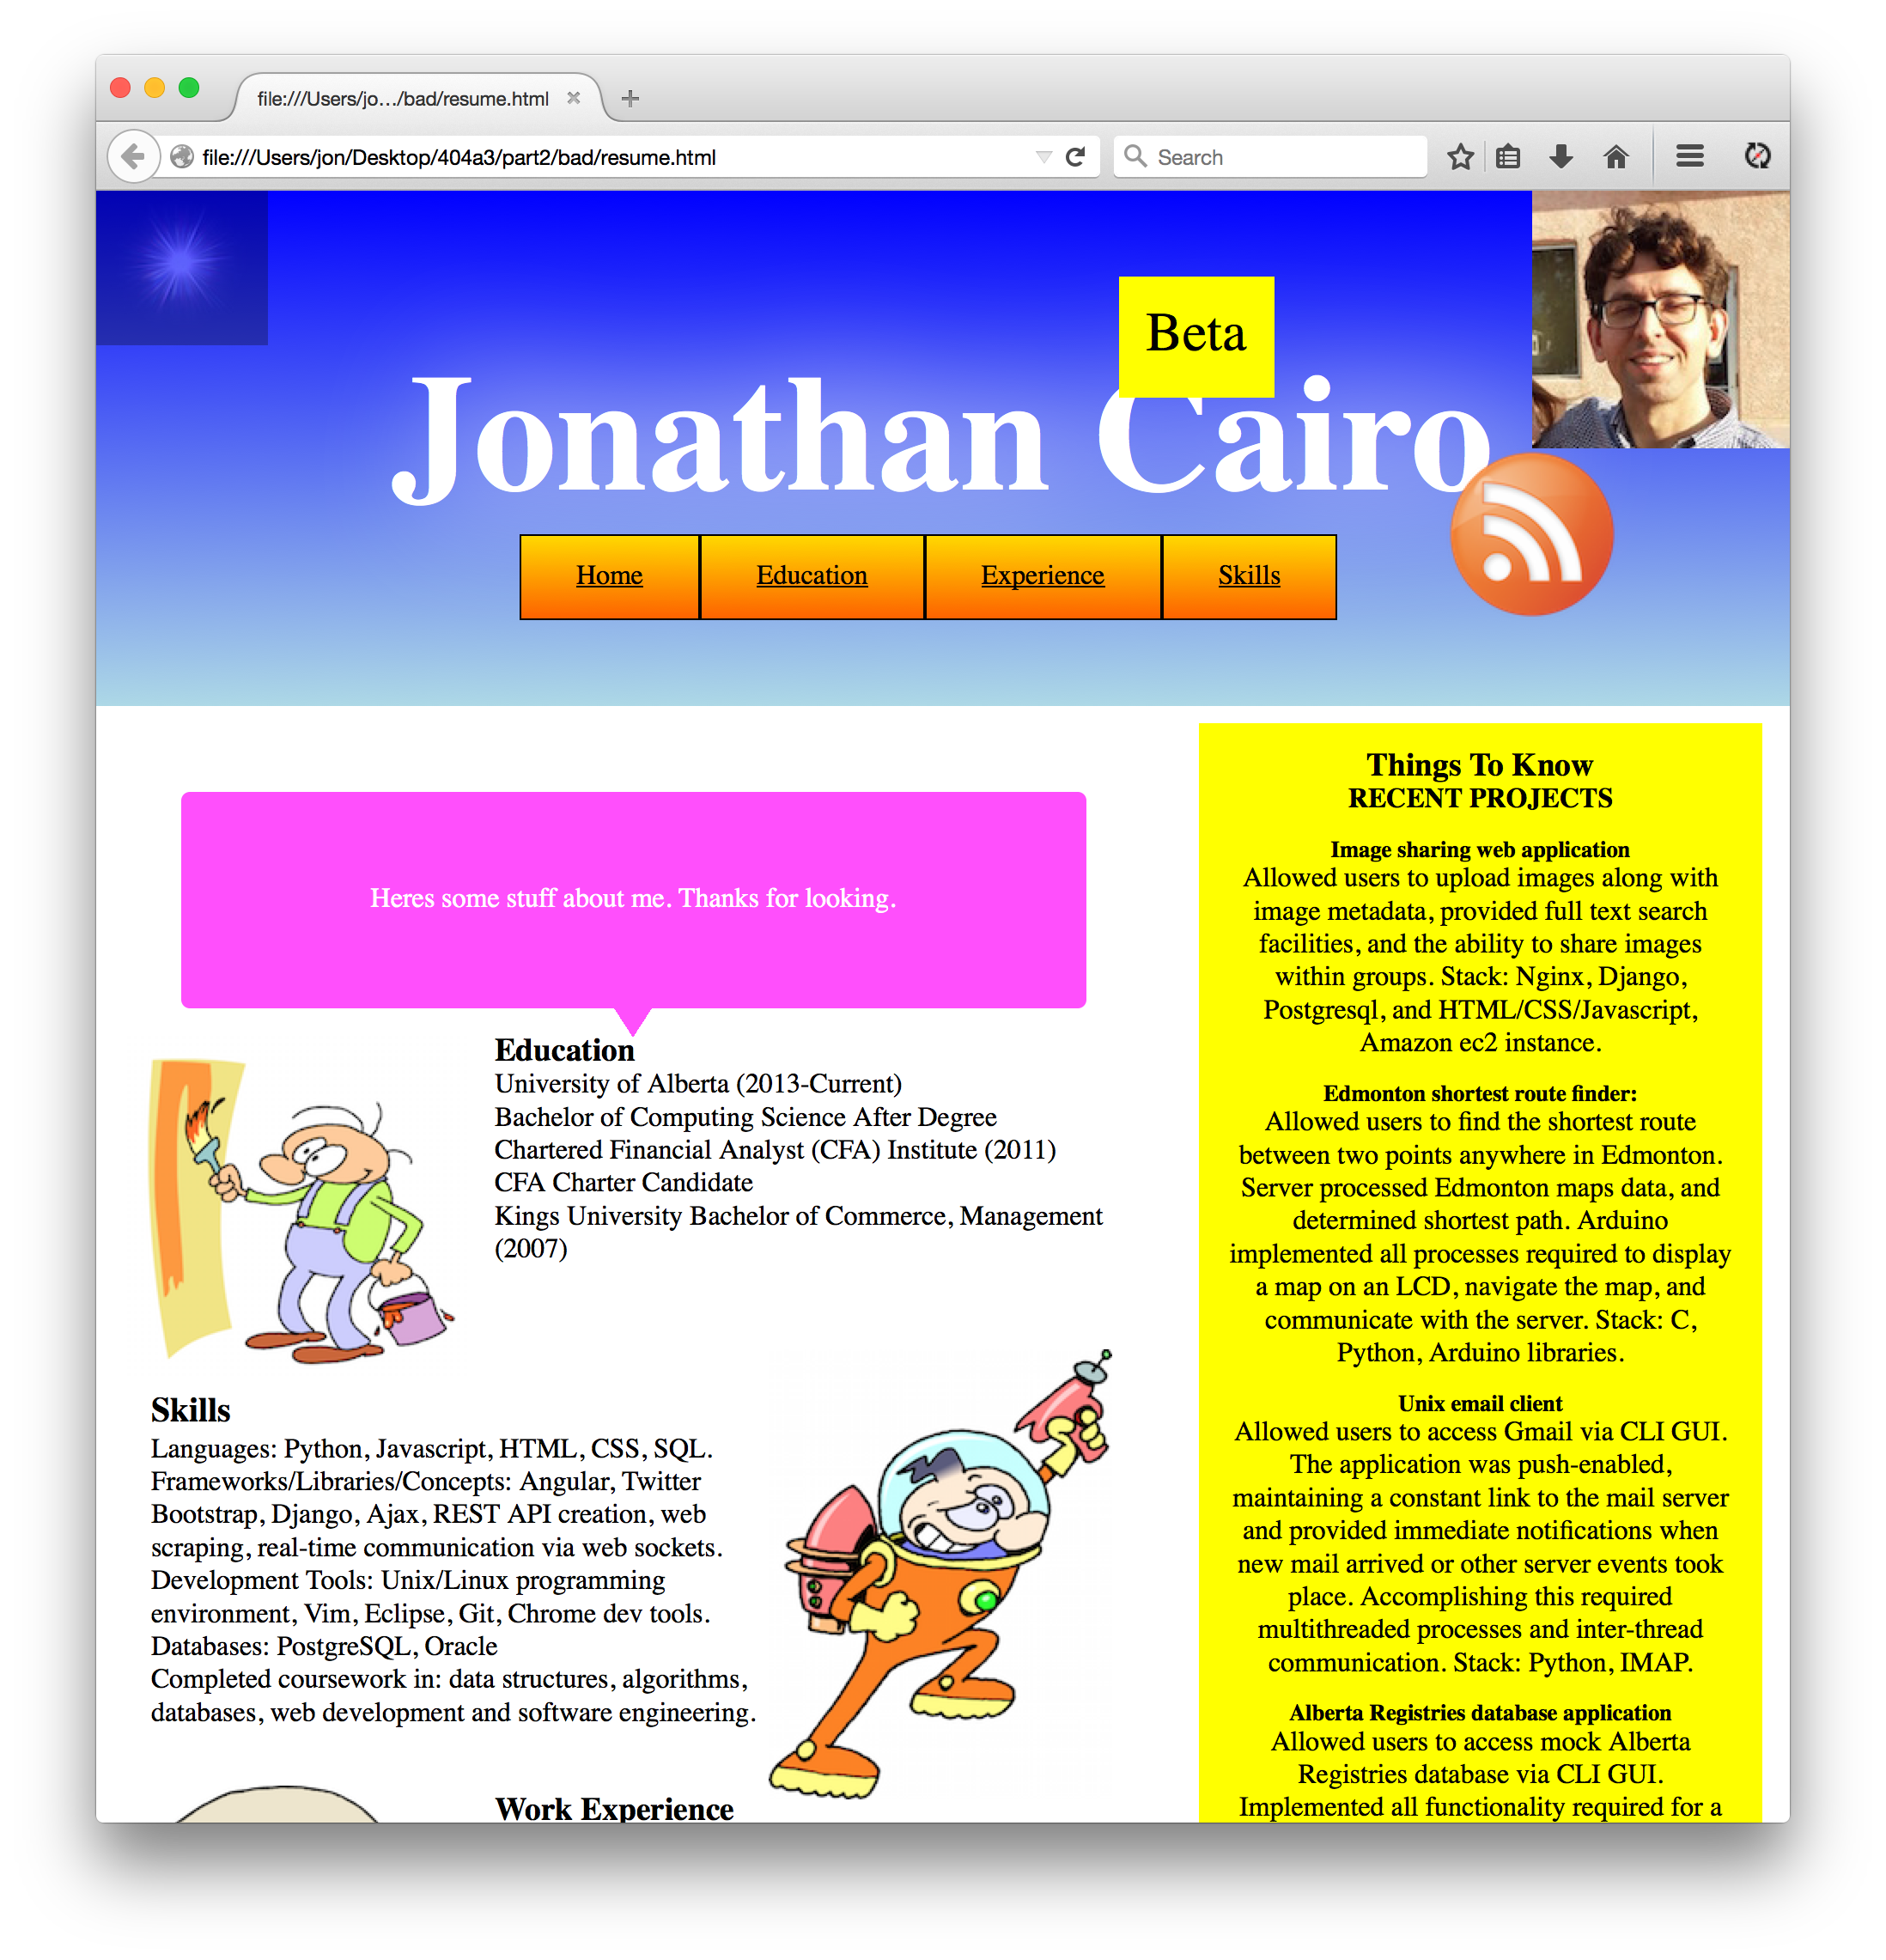 file:///Users/jo…/bad/resume.html
file:///Users/jon/Desktop/404a3/part2/bad/resume.html
Search
Beta
Jonathan Cairo
Home
Education
Experience
Skills
Heres some stuff about me. Thanks for looking.
Education
University of Alberta (2013-Current)
Bachelor of Computing Science After Degree
Chartered Financial Analyst (CFA) Institute (2011)
CFA Charter Candidate
Kings University Bachelor of Commerce, Management
(2007)
Skills
Languages: Python, Javascript, HTML, CSS, SQL.
Frameworks/Libraries/Concepts: Angular, Twitter
Bootstrap, Django, Ajax, REST API creation, web
scraping, real-time communication via web sockets.
Development Tools: Unix/Linux programming
environment, Vim, Eclipse, Git, Chrome dev tools.
Databases: PostgreSQL, Oracle
Completed coursework in: data structures, algorithms,
databases, web development and software engineering.
Work Experience
Things To Know
RECENT PROJECTS
Image sharing web application
Allowed users to upload images along with
image metadata, provided full text search
facilities, and the ability to share images
within groups. Stack: Nginx, Django,
Postgresql, and HTML/CSS/Javascript,
Amazon ec2 instance.
Edmonton shortest route finder:
Allowed users to find the shortest route
between two points anywhere in Edmonton.
Server processed Edmonton maps data, and
determined shortest path. Arduino
implemented all processes required to display
a map on an LCD, navigate the map, and
communicate with the server. Stack: C,
Python, Arduino libraries.
Unix email client
Allowed users to access Gmail via CLI GUI.
The application was push-enabled,
maintaining a constant link to the mail server
and provided immediate notifications when
new mail arrived or other server events took
place. Accomplishing this required
multithreaded processes and inter-thread
communication. Stack: Python, IMAP.
Alberta Registries database application
Allowed users to access mock Alberta
Registries database via CLI GUI.
Implemented all functionality required for a